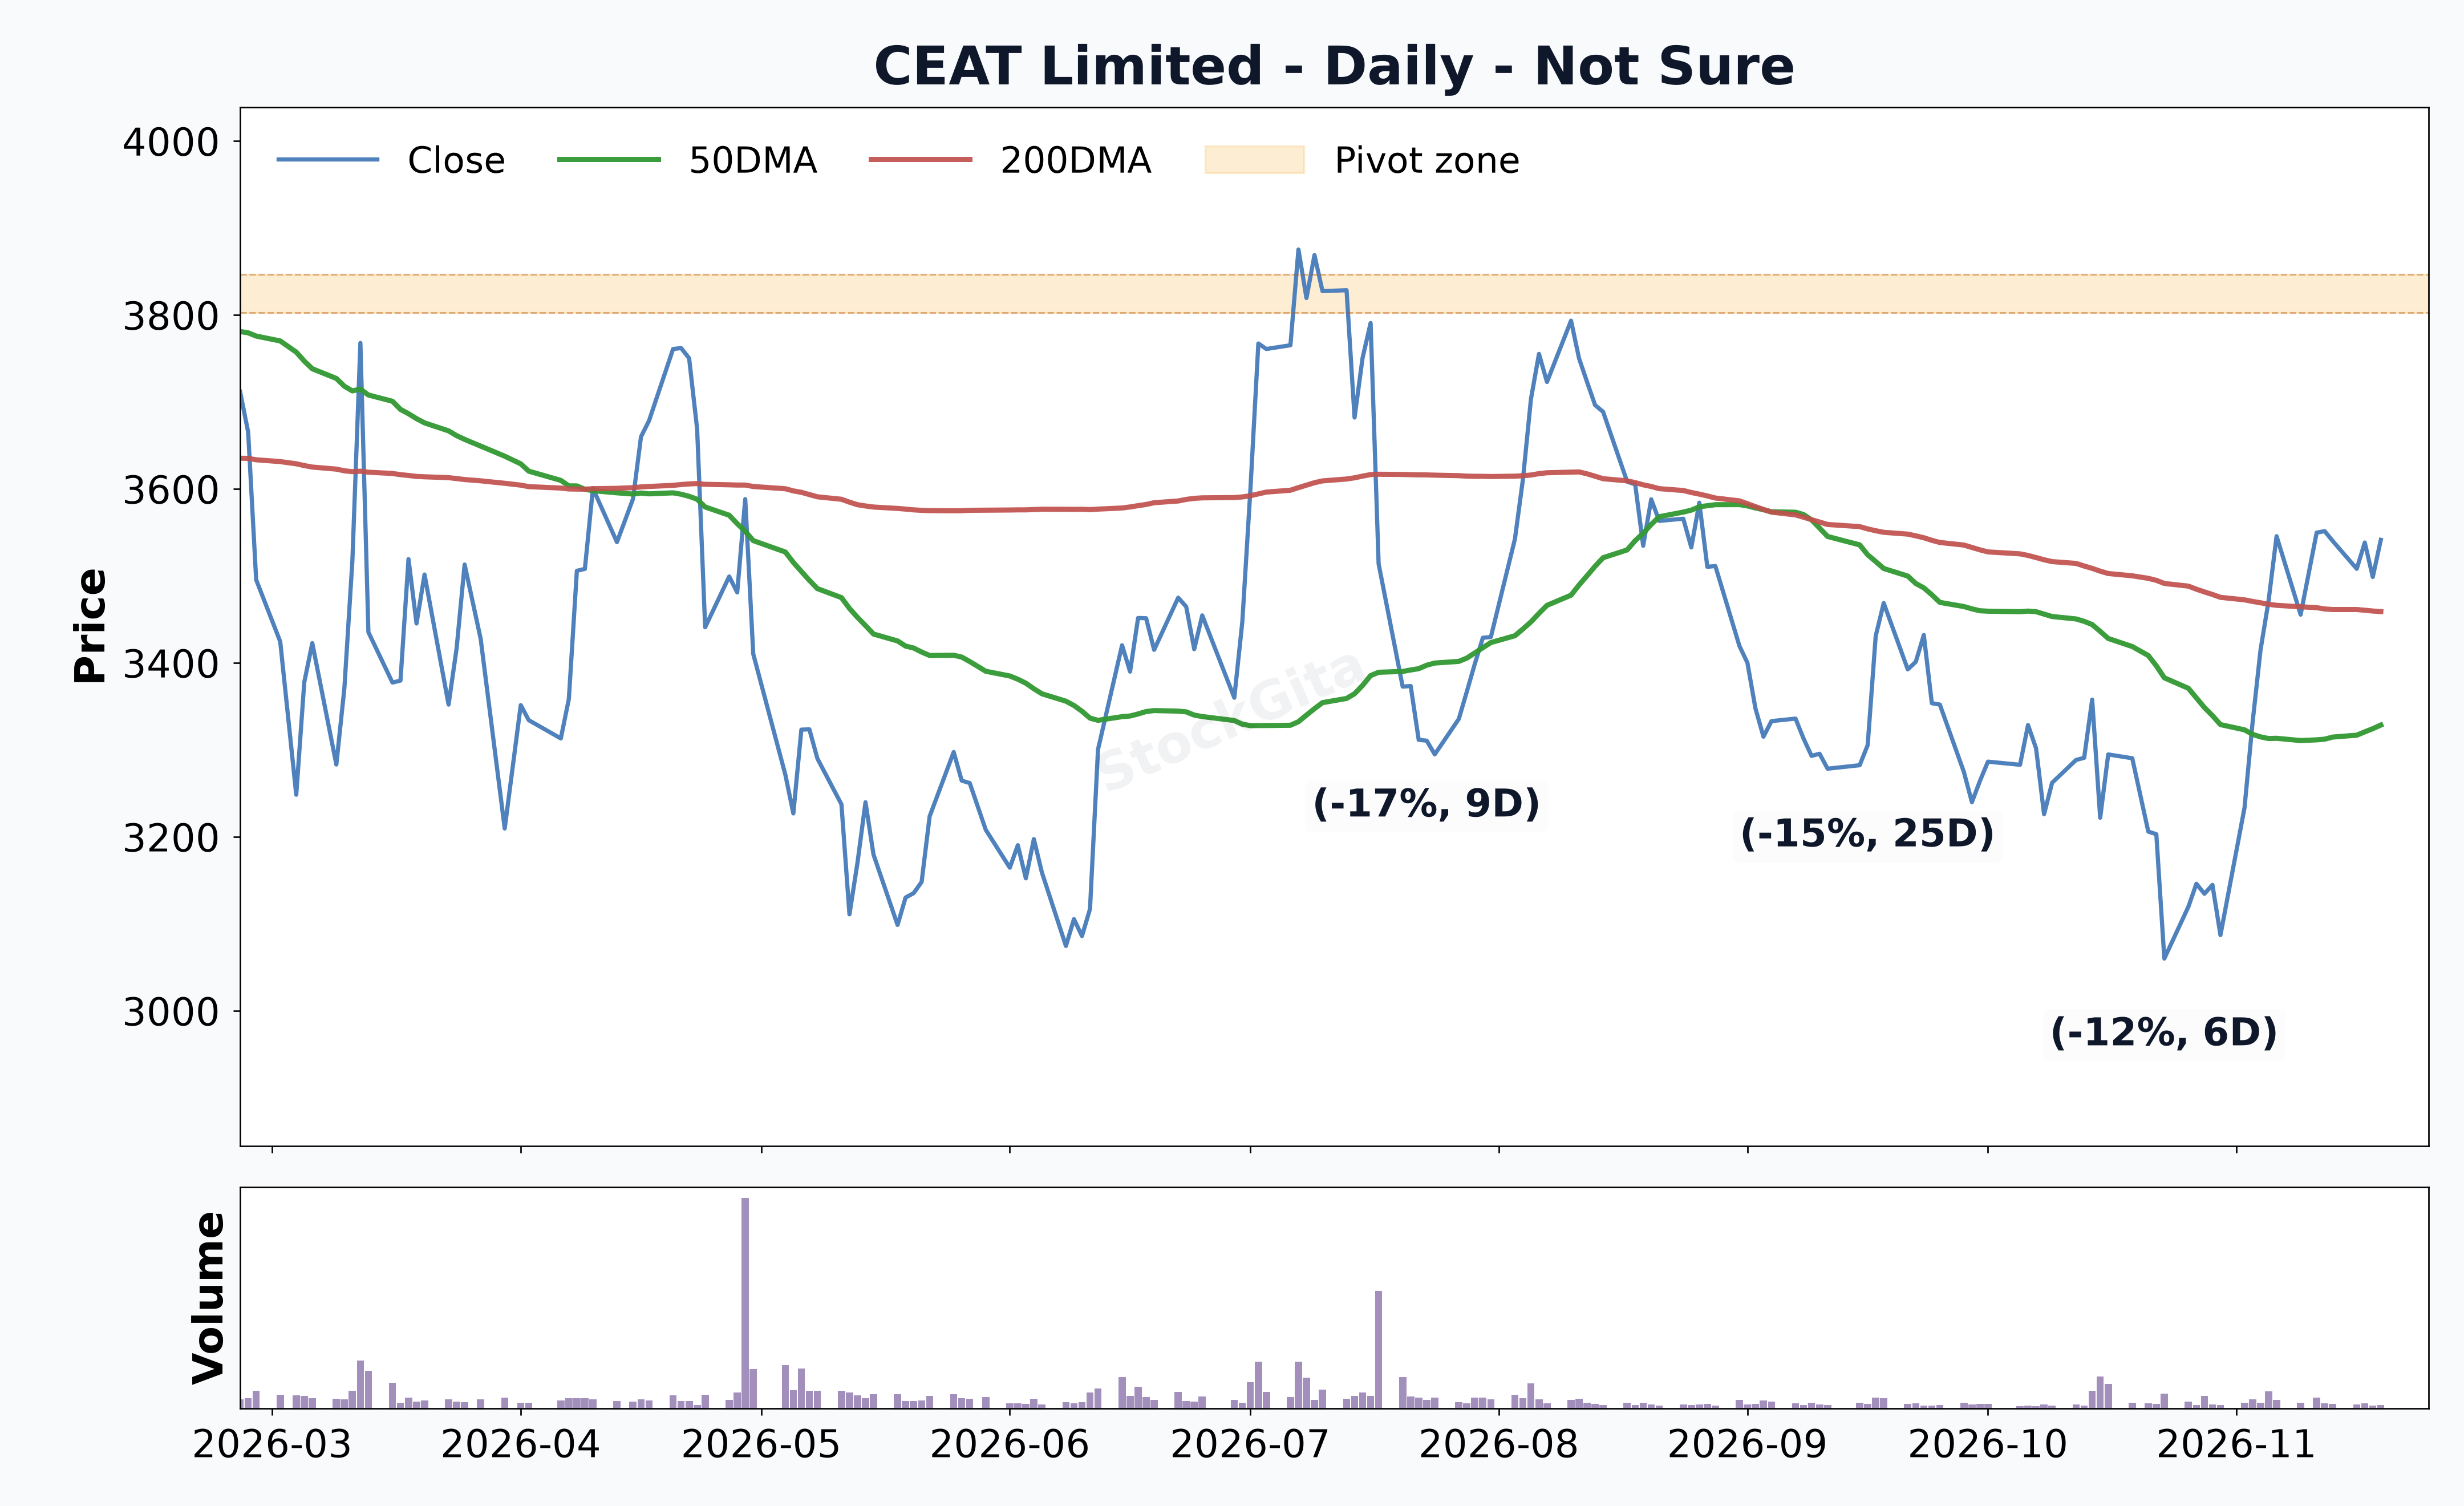 CEAT Limited - Daily - Not Sure
Close 50DMA 200DMA Pivot zone
4000
3800
3600
3400
3200
3000
Price
StockGita
(-17%, 9D)
(-15%, 25D)
(-12%, 6D)
Volume
2026-03 2026-04 2026-05 2026-06 2026-07 2026-08 2026-09 2026-10 2026-11